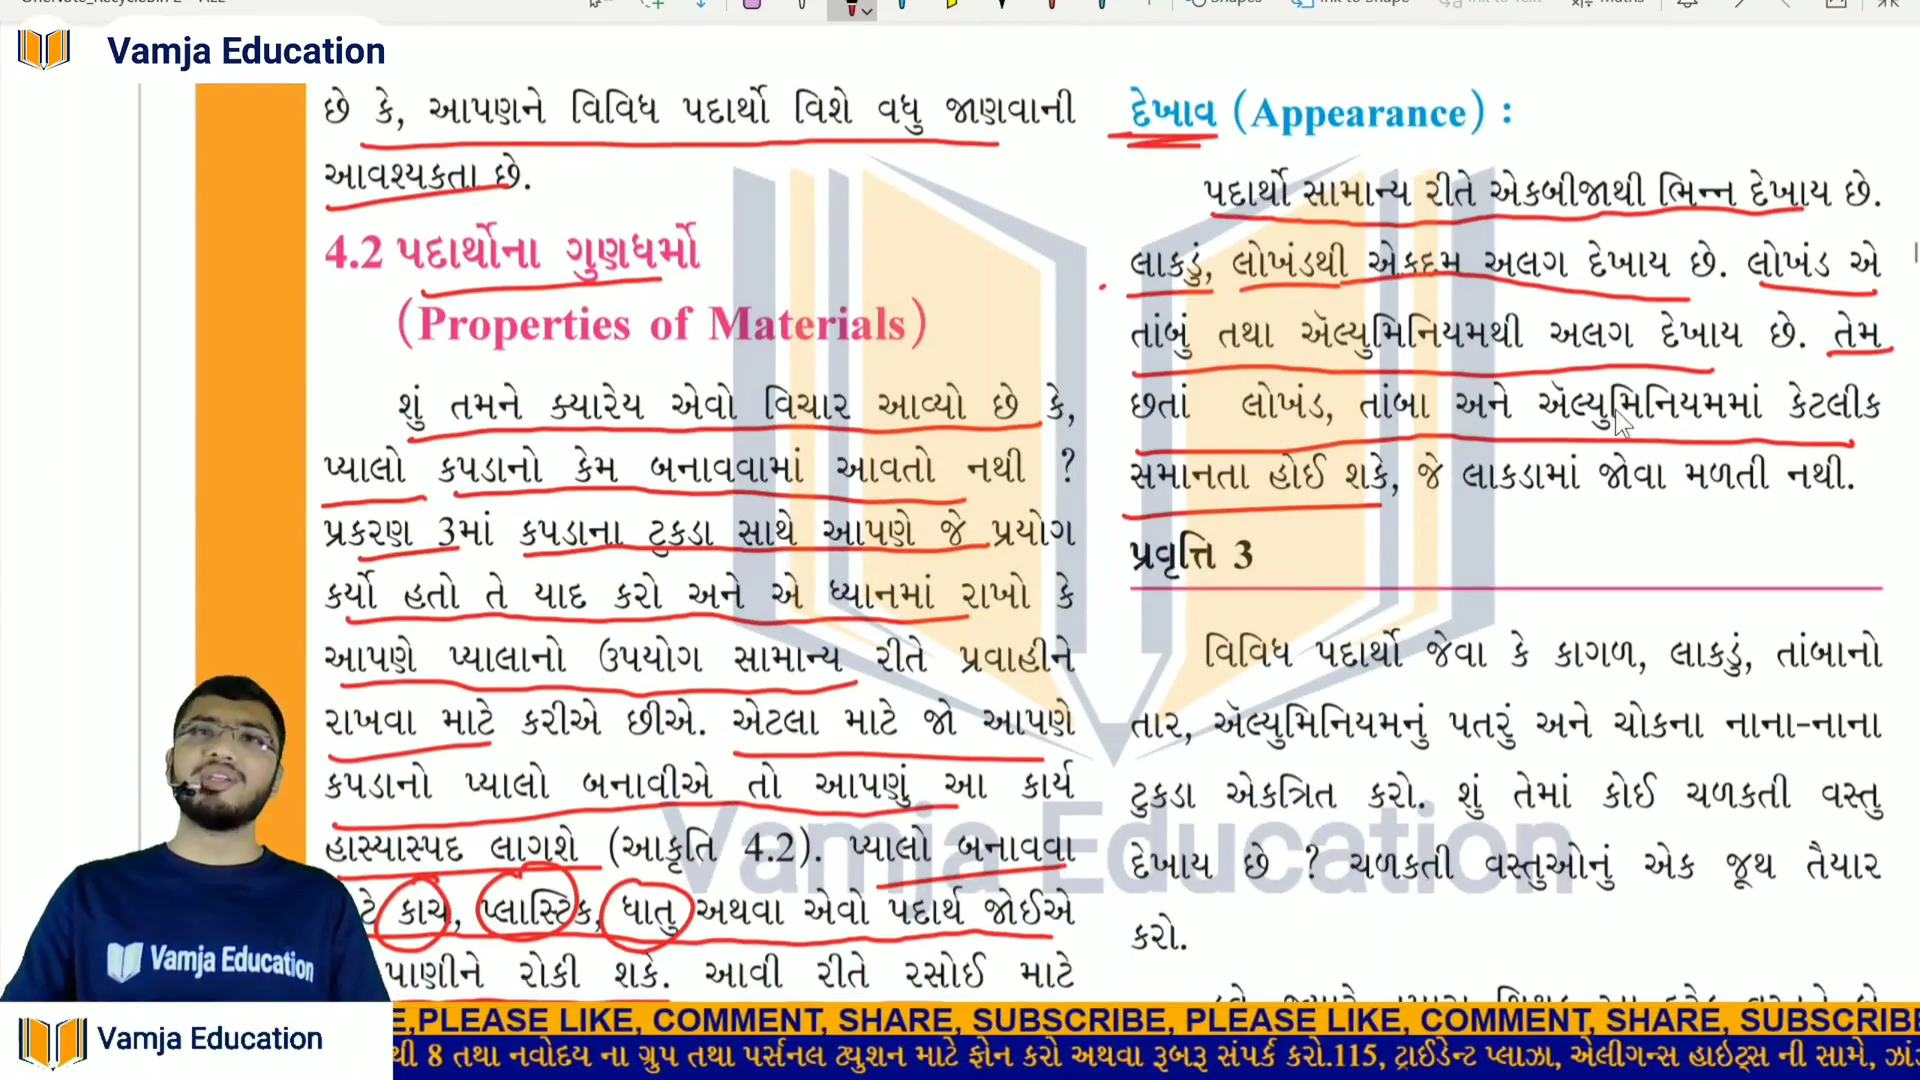 Vamja Education
છે કે, આપણને વિવિધ પદાર્થો વિશે વધુ જાણવાની
આવશ્યકતા છે.
4.2 પદાર્થોના ગુણધર્મો
(Properties of Materials)
શું તમને ક્યારેય એવો વિચાર આવ્યો છે કે,
પ્યાલો કપડાનો કેમ બનાવવામાં આવતો નથી ?
પ્રકરણ 3માં કપડાના ટુકડા સાથે આપણે જે પ્રયોગ
કર્યો હતો તે યાદ કરો અને એ ધ્યાનમાં રાખો કે
આપણે પ્યાલાનો ઉપયોગ સામાન્ય રીતે પ્રવાહીને
રાખવા માટે કરીએ છીએ. એટલા માટે જો આપણે
કપડાનો પ્યાલો બનાવીએ તો આપણું આ કાર્ય
હાસ્યાસ્પદ લાગશે (આકૃતિ 4.2). પ્યાલો બનાવવા
કાચ, પ્લાસ્ટિક, ધાતુ અથવા એવો પદાર્થ જોઈએ
પાણીને રોકી શકે. આવી રીતે રસોઈ માટે
દેખાવ (Appearance) :
પદાર્થો સામાન્ય રીતે એકબીજાથી ભિન્ન દેખાય છે.
લાકડું, લોખંડથી એકદમ અલગ દેખાય છે. લોખંડ એ
તાંબું તથા ઍલ્યુમિનિયમથી અલગ દેખાય છે. તેમ
છતાં લોખંડ, તાંબા અને ઍલ્યુમિનિયમમાં કેટલીક
સમાનતા હોઈ શકે, જે લાકડામાં જોવા મળતી નથી.
પ્રવૃત્તિ 3
વિવિધ પદાર્થો જેવા કે કાગળ, લાકડું, તાંબાનો
તાર, ઍલ્યુમિનિયમનું પતરું અને ચોકના નાના-નાના
ટુકડા એકત્રિત કરો. શું તેમાં કોઈ ચળકતી વસ્તુ
દેખાય છે ? ચળકતી વસ્તુઓનું એક જૂથ તૈયાર
કરો.
Vamja Education
Vamja Education
Vamja Education
E,PLEASE LIKE, COMMENT, SHARE, SUBSCRIBE, PLEASE LIKE, COMMENT, SHARE, SUBSCRIBE
થી 8 તથા નવોદય ના ગ્રુપ તથા પર્સનલ ટ્યુશન માટે ફોન કરો અથવા રૂબરૂ સંપર્ક કરો.115, ટ્રાઈડેન્ટ પ્લાઝા, એલીગન્સ હાઇટ્સ ની સામે,